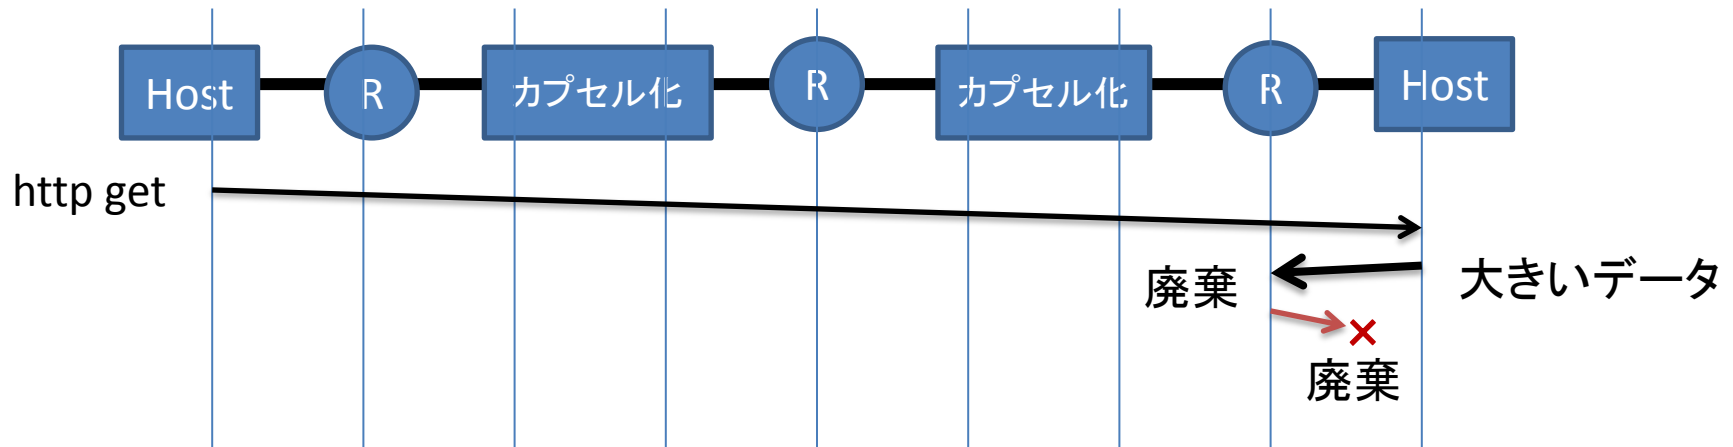 Host
R
カプセル化
R
カプセル化
R
Host
http get
廃棄
大きいデータ
×
廃棄